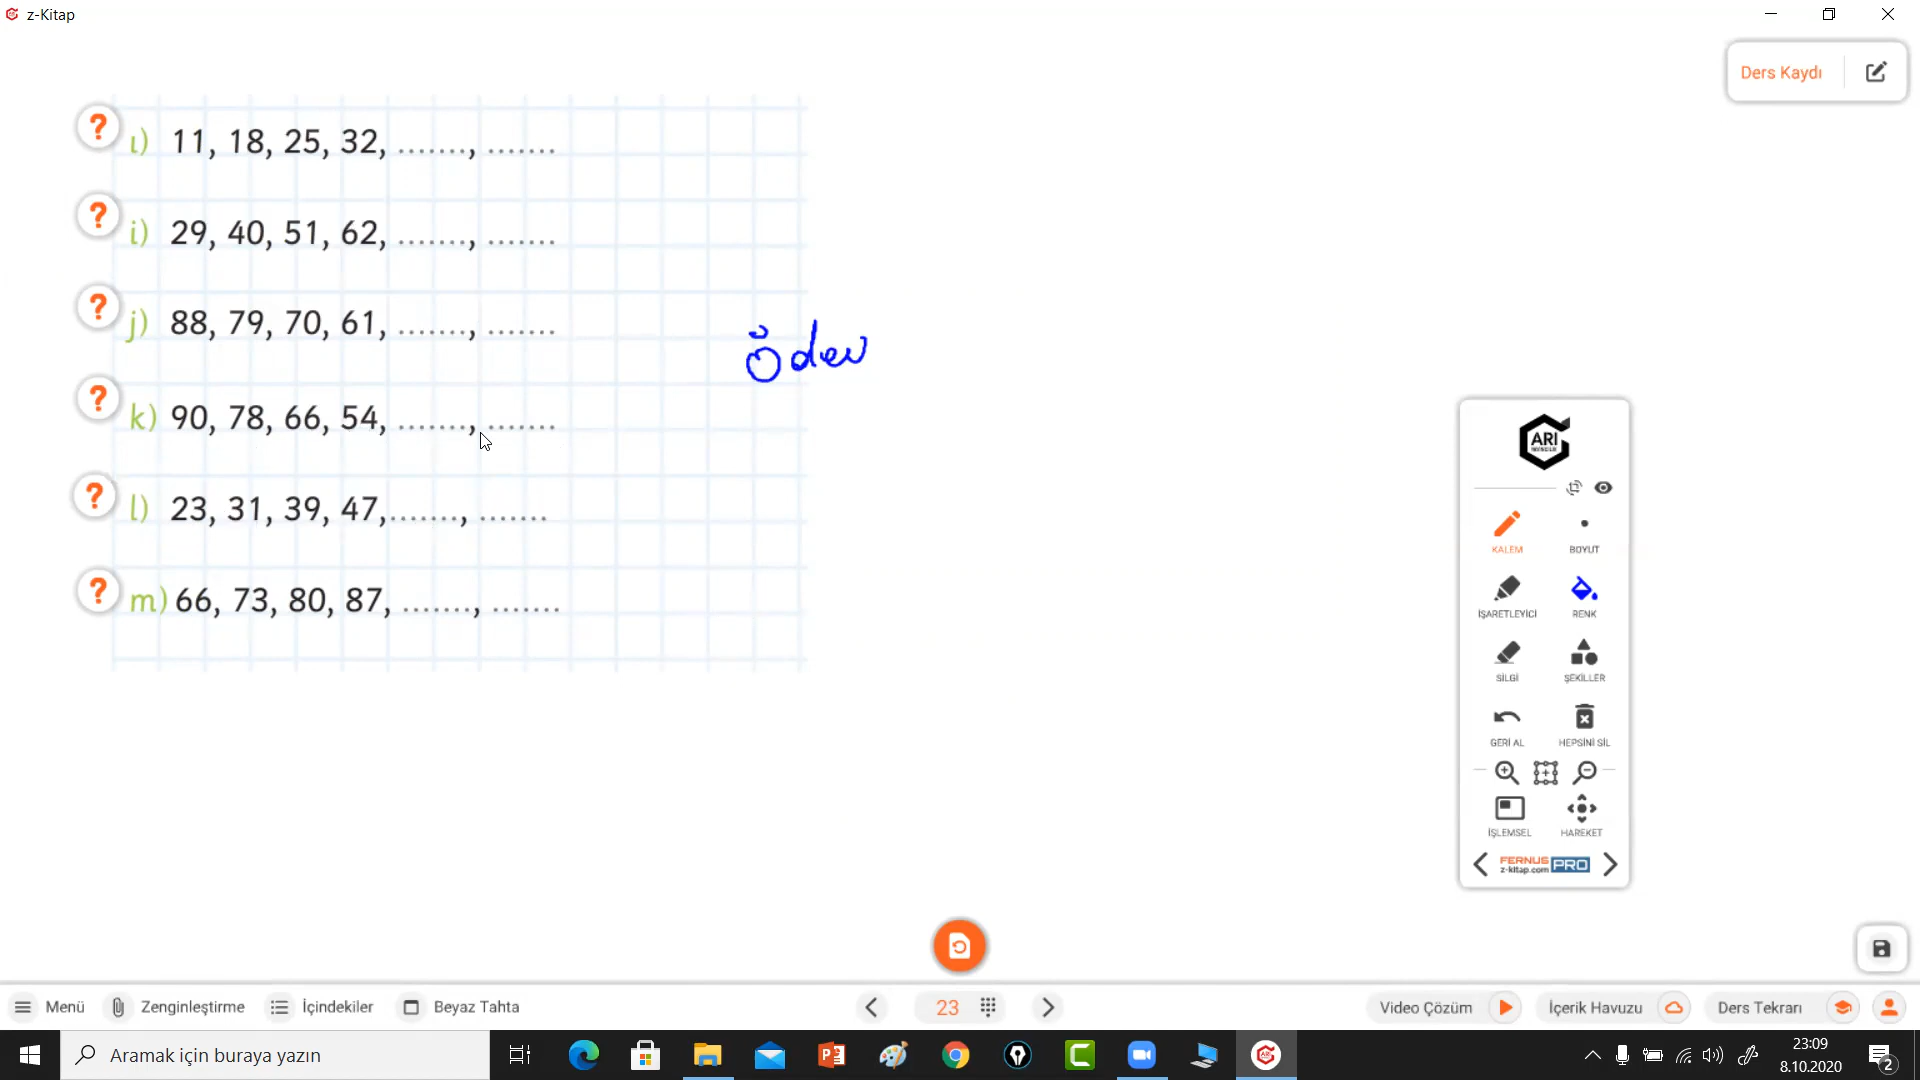 z-Kitap
Ders Kaydı
ı) 11, 18, 25, 32, ......., .......
i) 29, 40, 51, 62, ......., .......
j) 88, 79, 70, 61, ......., .......
k) 90, 78, 66, 54, ......., .......
l) 23, 31, 39, 47,......., .......
m) 66, 73, 80, 87, ......., .......
Ödev
ARI
KALEM BOYUT
İŞARETLEYİCİ RENK
SİLGİ ŞEKİLLER
GERİ AL HEPSİNİ SİL
İŞLEMSEL HAREKET
FERNUS PRO
z-kitap.com
Menü Zenginleştirme İçindekiler Beyaz Tahta 23 Video Çözüm İçerik Havuzu Ders Tekrarı
Aramak için buraya yazın
23:09
8.10.2020
2